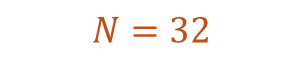 N = 32